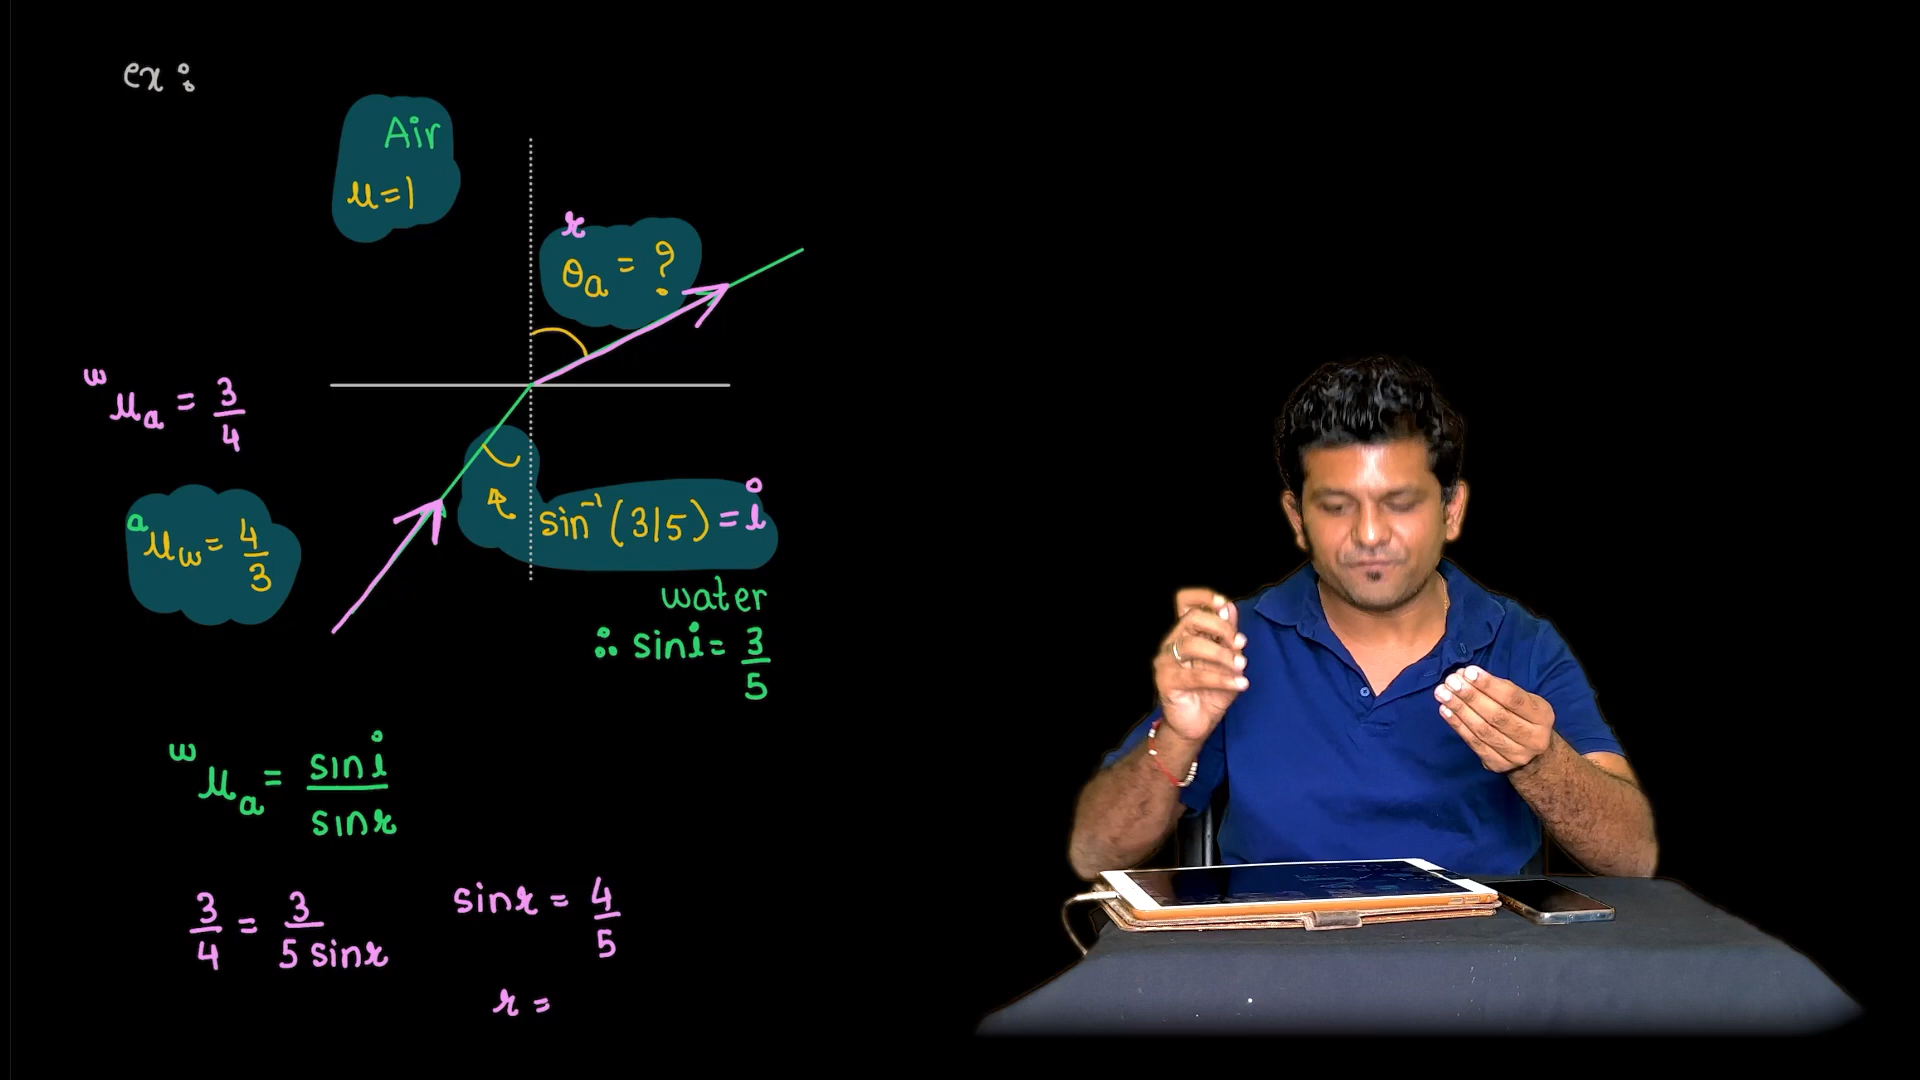 ex :
Air
μ=1
r
θa = ?
wμa = 3/4
aμw = 4/3
r
sin⁻¹(3/5) = i
water
∴ sin i = 3/5
wμa = sin i / sin r
3/4 = 3 / 5 sin r
sin r = 4/5
r =